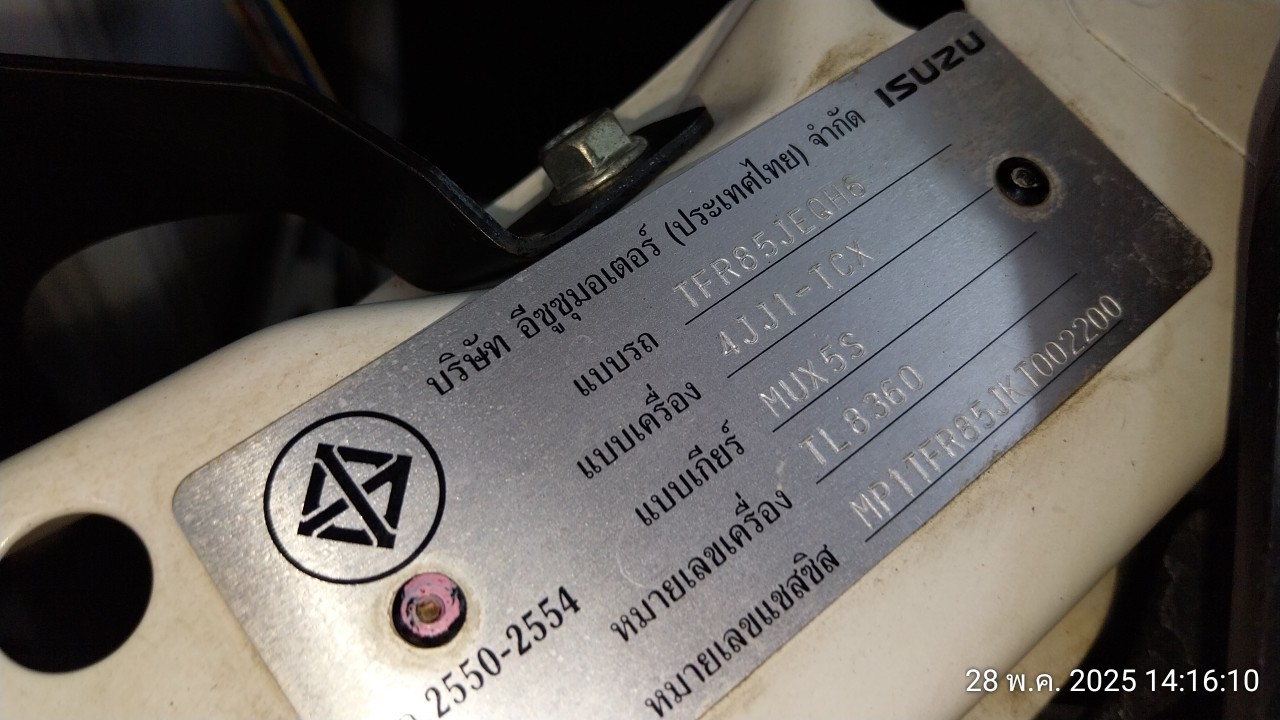 ISUZU
บริษัท อีซูซุมอเตอร์ (ประเทศไทย) จำกัด
แบบรถ TFR85JEQH6
แบบเครื่อง 4JJ1-TCX
แบบเกียร์ MUX5S
หมายเลขเครื่อง TL8360
หมายเลขแชสซิส MP1TFR85JKT002200
2550-2554
28 พ.ค. 2025 14:16:10